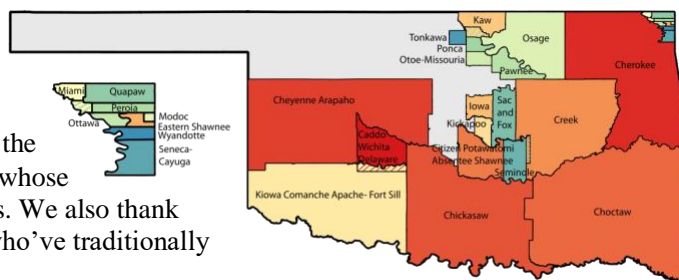 Kaw
Tonkawa
Ponca
Otoe-Missouria
Osage
Pawnee
Cherokee
Miami
Quapaw
Peroia
Ottawa
Modoc
Eastern Shawnee
Wyandotte
Seneca-
Cayuga
Cheyenne Arapaho
Iowa
Sac
and
Fox
Kickapoo
Creek
Caddo
Wichita
Delaware
Citizen Potawatomi
Absentee Shawnee
Seminole
Kiowa Comanche Apache- Fort Sill
Chickasaw
Choctaw
the
whose
s. We also thank
who've traditionally